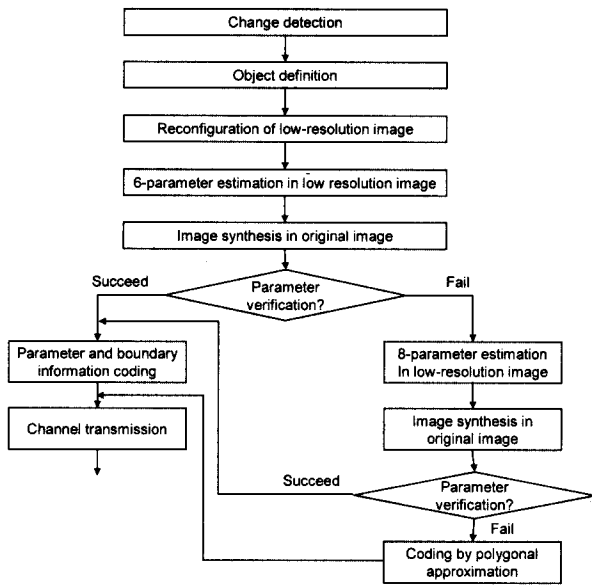 Change detection
Object definition
Reconfiguration of low-resolution image
6-parameter estimation in low resolution image
Image synthesis in original image
Parameter
verification?
Succeed
Fail
Parameter and boundary
information coding
8-parameter estimation
In low-resolution image
Channel transmission
Image synthesis in
original image
Succeed
Parameter
verification?
Fail
Coding by polygonal
approximation